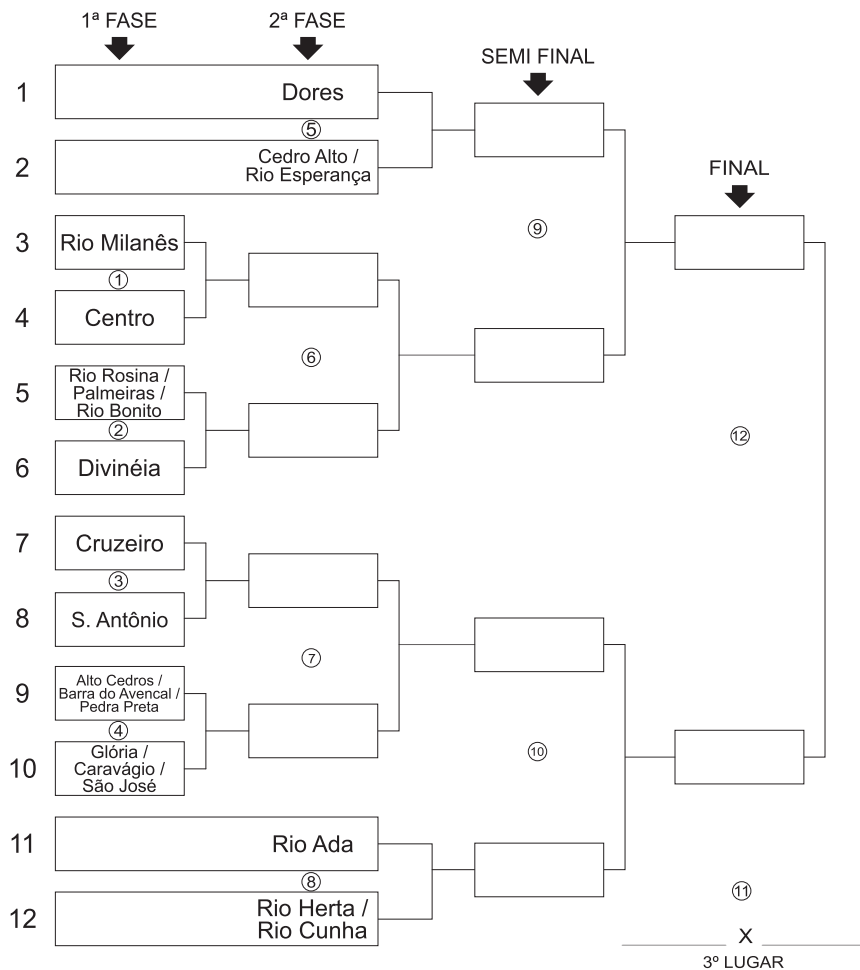 1ª FASE
2ª FASE
SEMI FINAL
FINAL
1
Dores
⑤
2
Cedro Alto /
Rio Esperança
⑨
3
Rio Milanês
①
4
Centro
⑥
5
Rio Rosina /
Palmeiras /
Rio Bonito
②
6
Divinéia
⑫
7
Cruzeiro
③
8
S. Antônio
⑦
9
Alto Cedros /
Barra do Avencal /
Pedra Preta
④
10
Glória /
Caravágio /
São José
⑩
11
Rio Ada
⑧
12
Rio Herta /
Rio Cunha
⑪
X
3º LUGAR